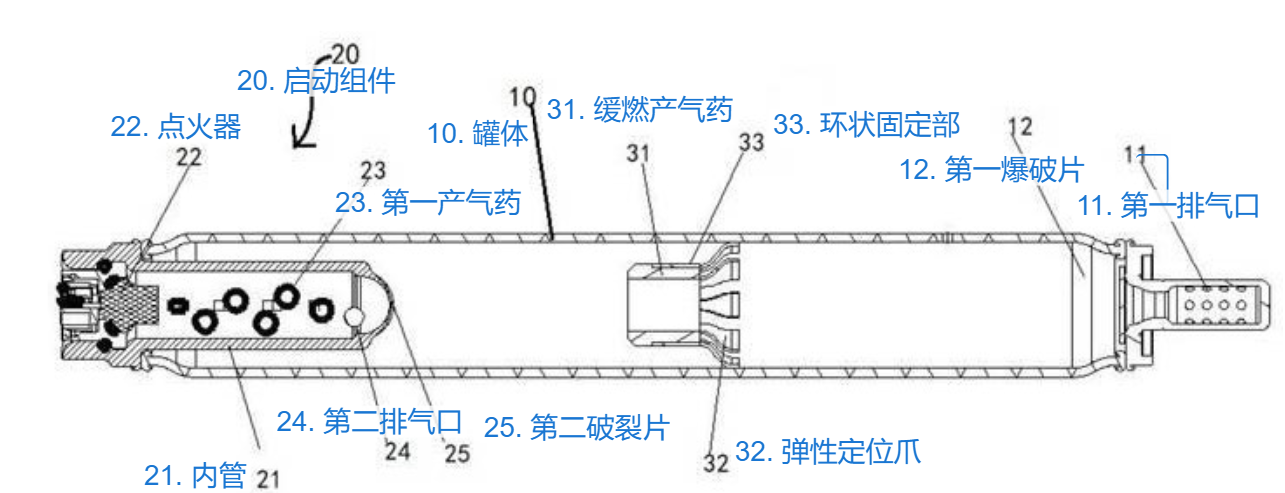 20
20. 启动组件
10
31. 缓燃产气药
22. 点火器
10. 罐体
33. 环状固定部
12
22
31
33
11
23
12. 第一爆破片
23. 第一产气药
11. 第一排气口
24. 第二排气口
25. 第二破裂片
24
25
32
32. 弹性定位爪
21. 内管
21